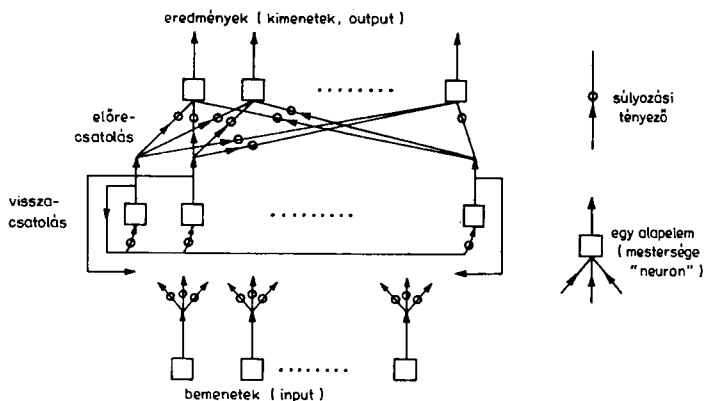 eredmények ( kimenetek, output)
előre-
csatolás
súlyozási
tényező
vissza-
csatolás
egy alapelem
( mestersége
"neuron" )
bemenetek ( input)